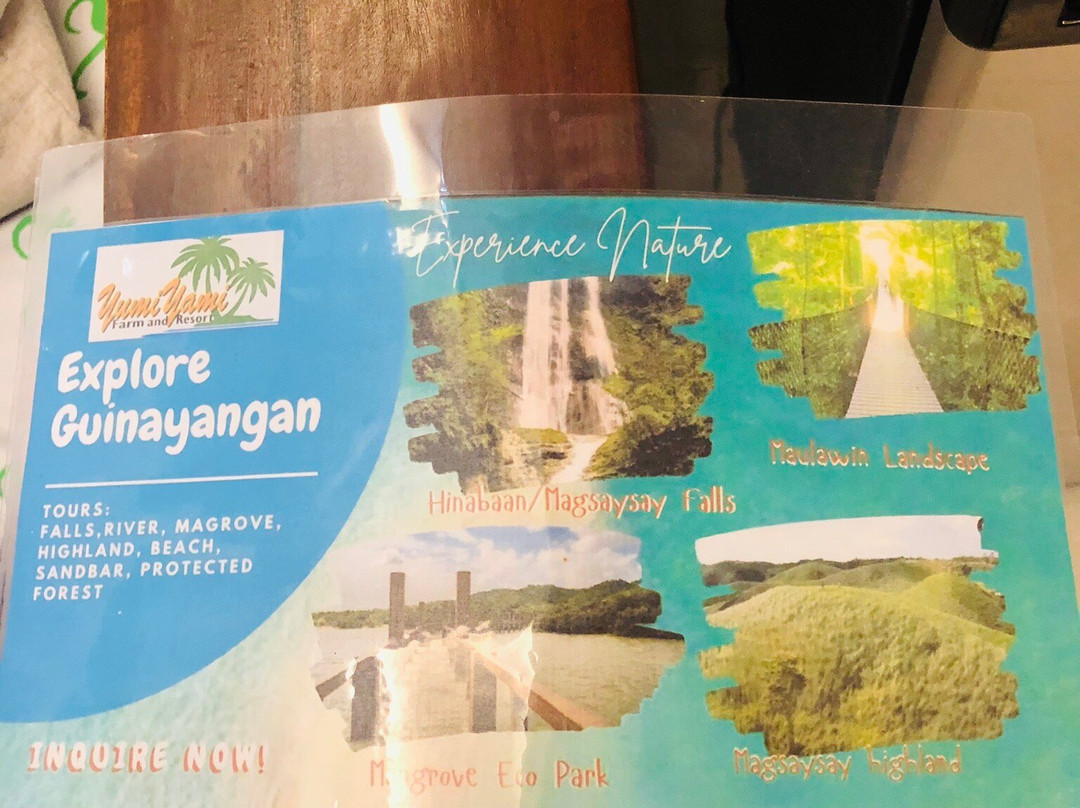 Experience Nature
Yumi Yami
Farm and Resort
Explore
Guinayangan
TOURS:
FALLS,RIVER, MAGROVE,
HIGHLAND, BEACH,
SANDBAR, PROTECTED
FOREST
INQUIRE NOW!
Hinabaan/Magsaysay Falls
Maulawin Landscape
Mangrove Eco Park
Magsaysay highland